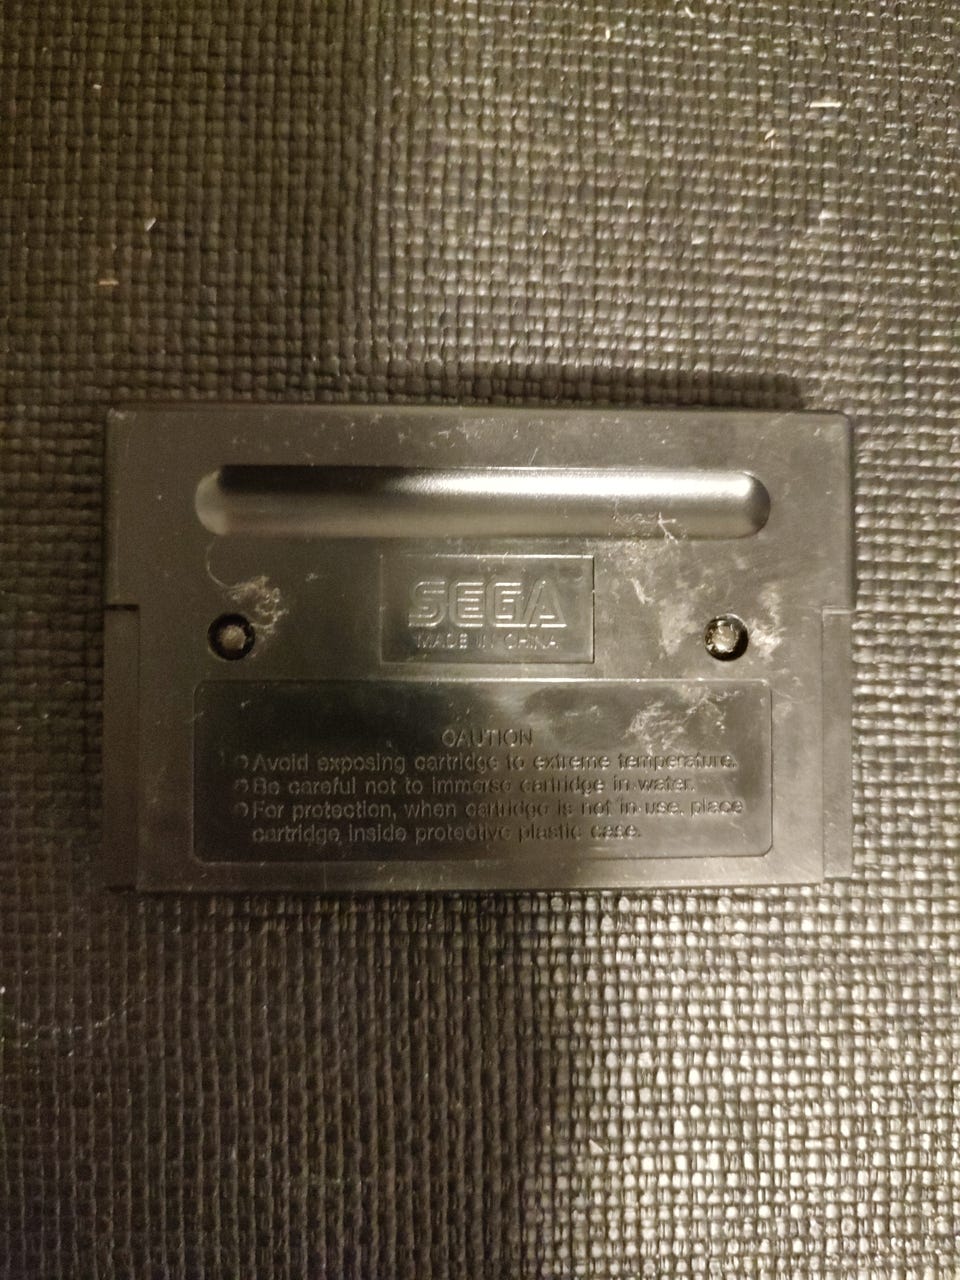 SEGA
MADE IN CHINA
CAUTION
Avoid exposing cartridge to extreme temperature.
Be careful not to immerse cartridge in water.
For protection, when cartridge is not in use, place
cartridge inside protective plastic case.